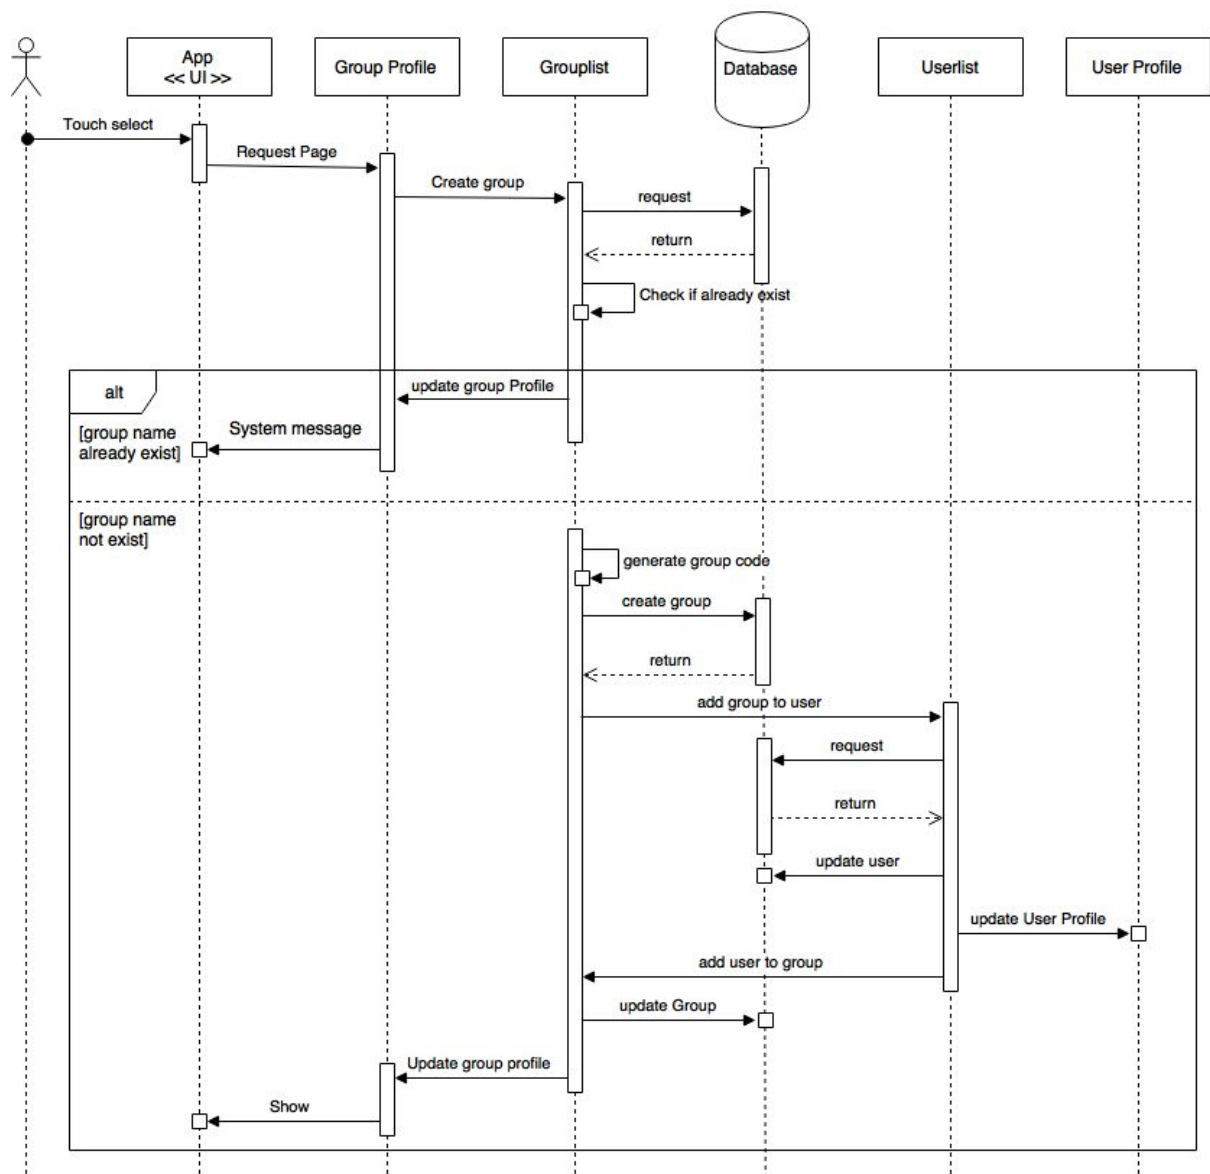 App
<< UI >>
Group Profile
Grouplist
Database
Userlist
User Profile
Touch select
Request Page
Create group
request
return
Check if already exist
alt
update group Profile
[group name
already exist]
System message
[group name
not exist]
generate group code
create group
return
add group to user
request
return
update user
update User Profile
add user to group
update Group
Update group profile
Show